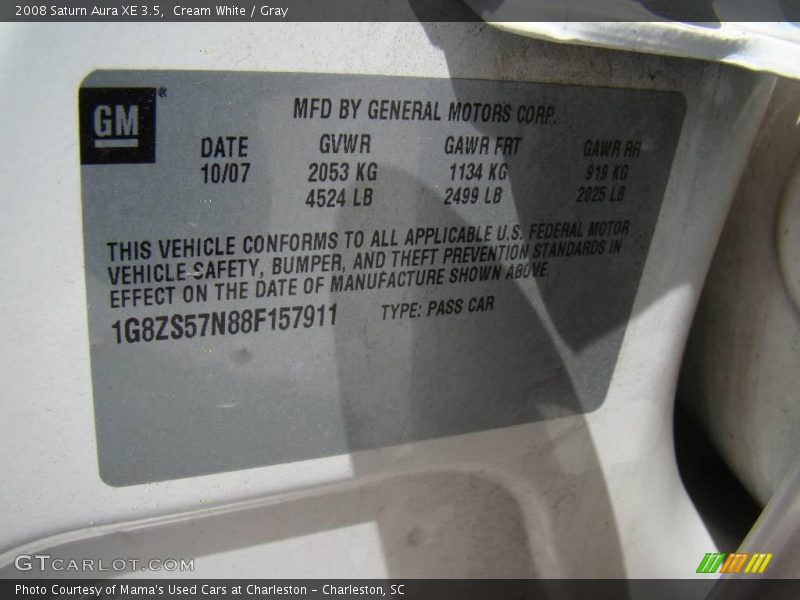 2008 Saturn Aura XE 3.5, Cream White / Gray
GM®
MFD BY GENERAL MOTORS CORP.
DATE GVWR GAWR FRT GAWR RR
10/07 2053 KG 1134 KG 919 KG
4524 LB 2499 LB 2025 LB
THIS VEHICLE CONFORMS TO ALL APPLICABLE U.S. FEDERAL MOTOR
VEHICLE SAFETY, BUMPER, AND THEFT PREVENTION STANDARDS IN
EFFECT ON THE DATE OF MANUFACTURE SHOWN ABOVE.
1G8ZS57N88F157911 TYPE: PASS CAR
GTCARLOT.COM
Photo Courtesy of Mama's Used Cars at Charleston - Charleston, SC